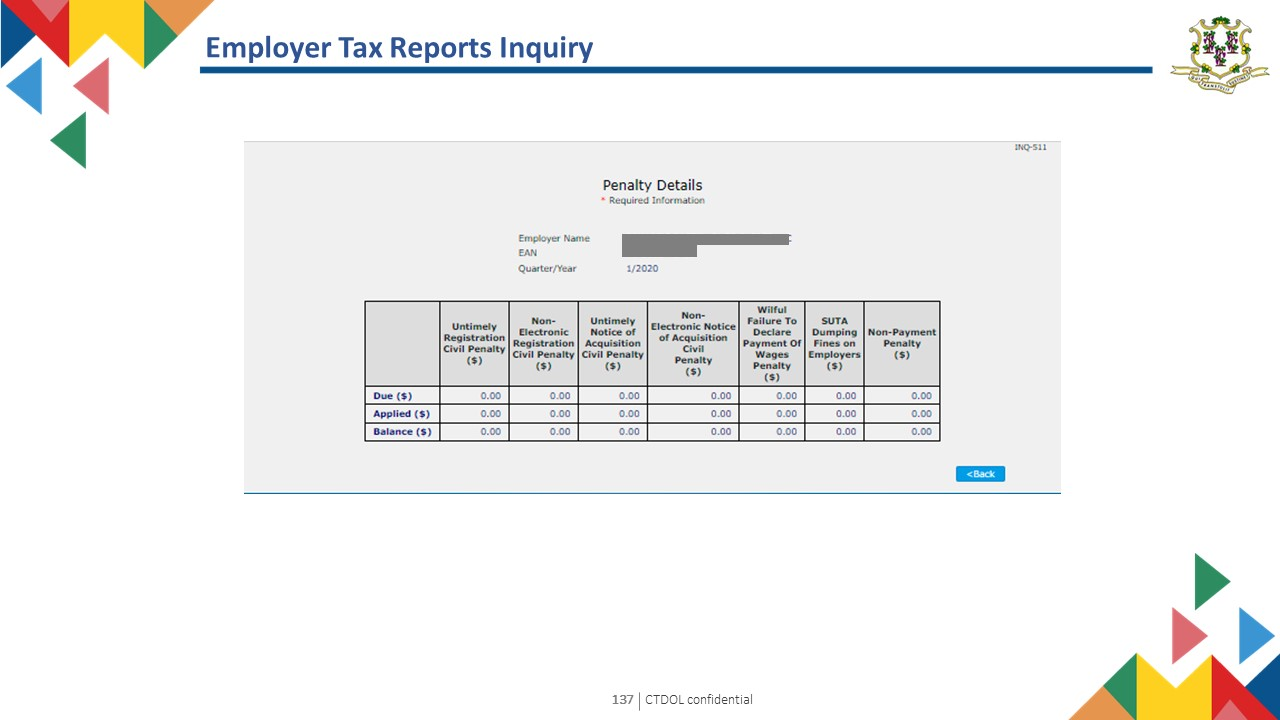 Employer Tax Reports Inquiry
INQ-511
Penalty Details
* Required Information
Employer Name
EAN
Quarter/Year 1/2020
Untimely Registration Civil Penalty ($) Non-Electronic Registration Civil Penalty ($) Untimely Notice of Acquisition Civil Penalty ($) Non-Electronic Notice of Acquisition Civil Penalty ($) Wilful Failure To Declare Payment Of Wages Penalty ($) SUTA Dumping Fines on Employers ($) Non-Payment Penalty ($)
Due ($) 0.00 0.00 0.00 0.00 0.00 0.00 0.00
Applied ($) 0.00 0.00 0.00 0.00 0.00 0.00 0.00
Balance ($) 0.00 0.00 0.00 0.00 0.00 0.00 0.00
<Back
137 CTDOL confidential